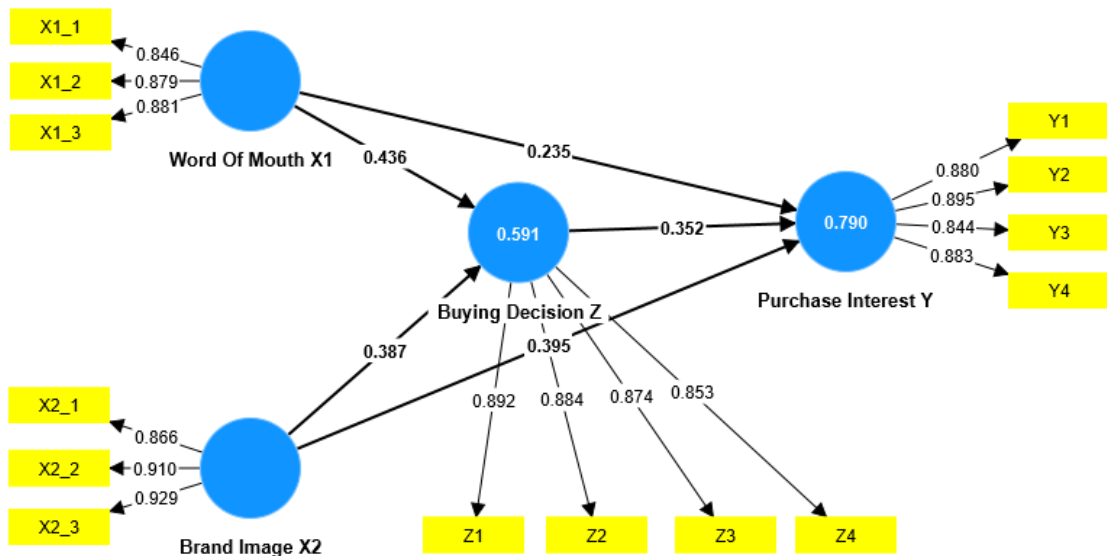 X1_1
0.846
X1_2
0.879
X1_3
0.881
Word Of Mouth X1
0.436
0.235
0.591
0.352
Buying Decision Z
0.790
Purchase Interest Y
0.880
Y1
0.895
Y2
0.844
Y3
0.883
Y4
0.387
0.395
0.892
0.884
0.874
0.853
X2_1
0.866
X2_2
0.910
X2_3
0.929
Brand Image X2
Z1
Z2
Z3
Z4